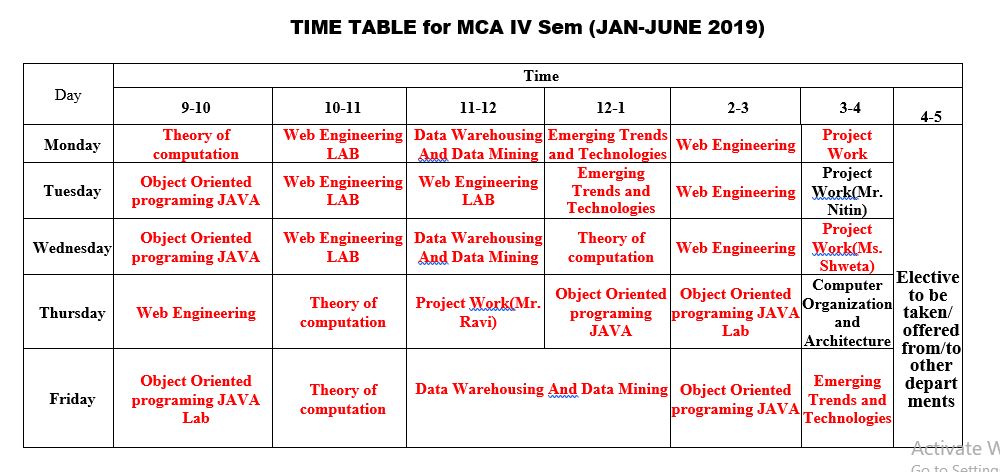 TIME TABLE for MCA IV Sem (JAN-JUNE 2019)
Day
Time
9-10
10-11
11-12
12-1
2-3
3-4
4-5
Monday
Theory of
computation
Web Engineering
LAB
Data Warehousing
And Data Mining
Emerging Trends
and Technologies
Web Engineering
Project
Work
Tuesday
Object Oriented
programing JAVA
Web Engineering
LAB
Web Engineering
LAB
Emerging
Trends and
Technologies
Web Engineering
Project
Work(Mr.
Nitin)
Wednesday
Object Oriented
programing JAVA
Web Engineering
LAB
Data Warehousing
And Data Mining
Theory of
computation
Web Engineering
Project
Work(Ms.
Shweta)
Thursday
Web Engineering
Theory of
computation
Project Work(Mr.
Ravi)
Object Oriented
programing
JAVA
Object Oriented
programing JAVA
Lab
Computer
Organization
and
Architecture
Friday
Object Oriented
programing JAVA
Lab
Theory of
computation
Data Warehousing And Data Mining
Object Oriented
programing JAVA
Emerging
Trends and
Technologies
Elective
to be
taken/
offered
from/to
other
depart
ments
Activate W
Go to Setting